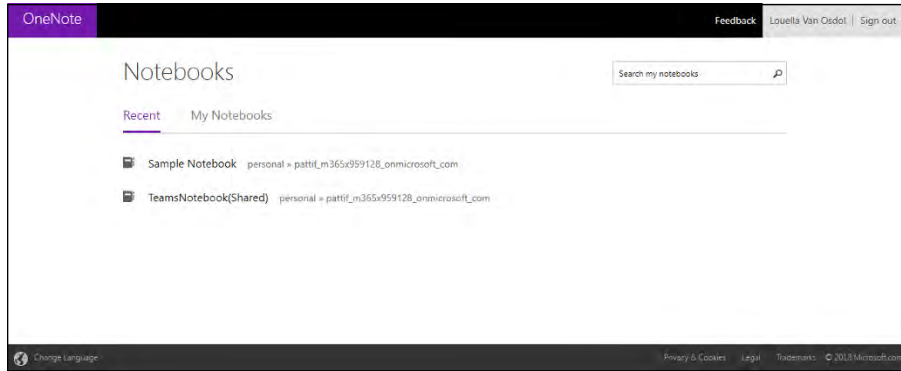 OneNote
Feedback
Louella Van Osdol | Sign out
Notebooks
Search my notebooks
Recent My Notebooks
Sample Notebook personal » pattif_m365x959128_onmicrosoft_com
TeamsNotebook(Shared) personal » pattif_m365x959128_onmicrosoft_com
Change Language
Privacy & Cookies Legal Trademarks © 2018 Microsoft.com